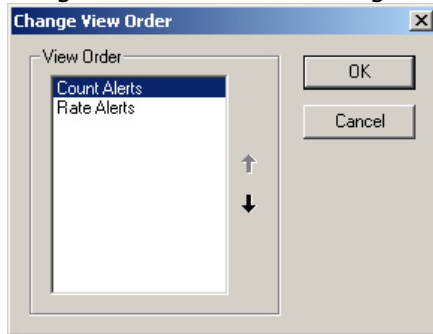 Change View Order
View Order
Count Alerts
Rate Alerts
OK
Cancel